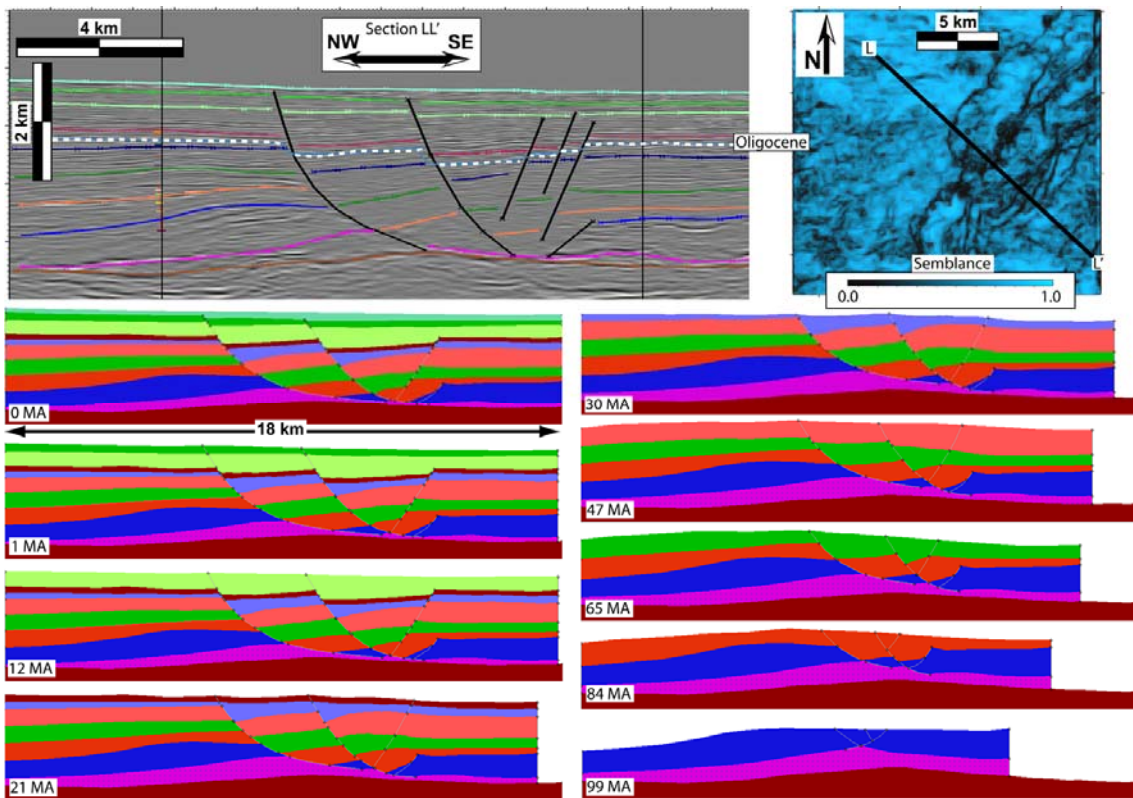 4 km
Section LL’
NW
SE
2 km
Oligocene
5 km
N
L
L’
Semblance
0.0
1.0
0 MA
18 km
1 MA
12 MA
21 MA
30 MA
47 MA
65 MA
84 MA
99 MA